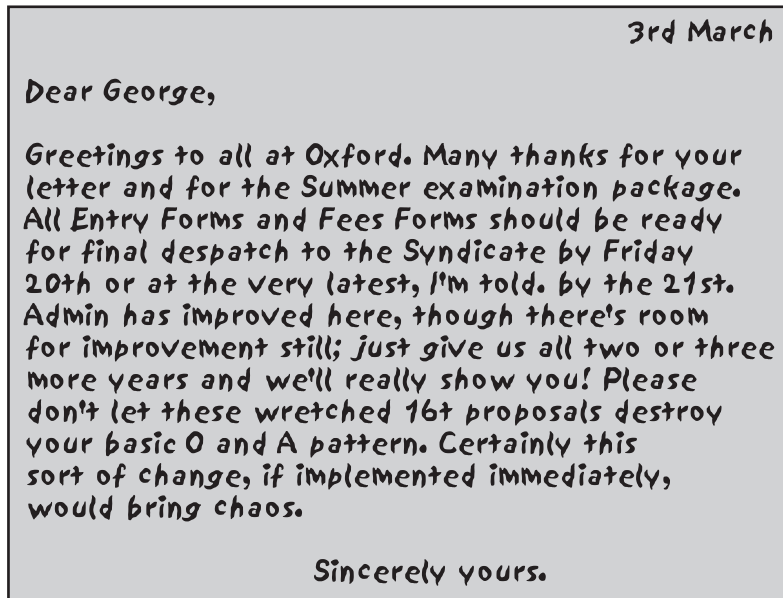 3rd March
Dear George,
Greetings to all at Oxford. Many thanks for your
letter and for the Summer examination package.
All Entry Forms and Fees Forms should be ready
for final despatch to the Syndicate by Friday
20th or at the very latest, I'm told. by the 21st.
Admin has improved here, though there's room
for improvement still; just give us all two or three
more years and we'll really show you! Please
don't let these wretched 16t proposals destroy
your basic O and A pattern. Certainly this
sort of change, if implemented immediately,
would bring chaos.
Sincerely yours.